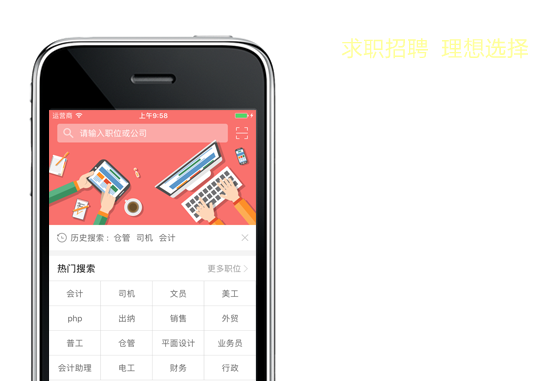 求职招聘 理想选择
运营商 上午9:58
请输入职位或公司
历史搜索： 仓管 司机 会计
热门搜索 更多职位
会计 司机 文员 美工
php 出纳 销售 外贸
普工 仓管 平面设计 业务员
会计助理 电工 财务 行政